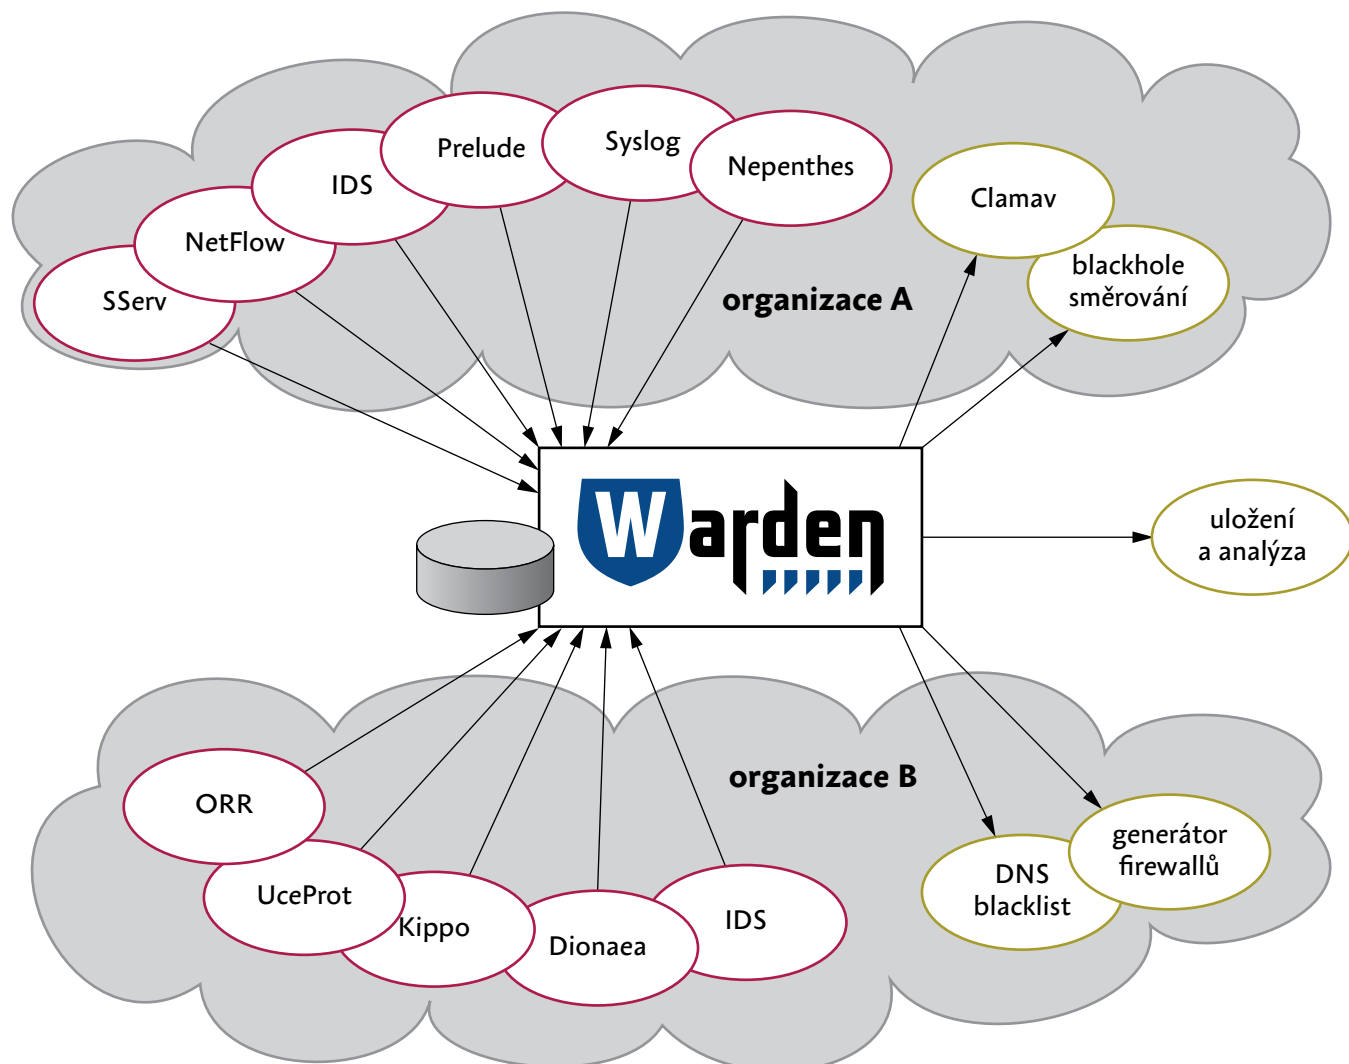 Prelude
Syslog
Nepenthes
IDS
NetFlow
SServ
Clamav
blackhole
směrování
organizace A
Warden
uložení
a analýza
organizace B
ORR
UceProt
Kippo
Dionaea
IDS
DNS
blacklist
generátor
firewallů